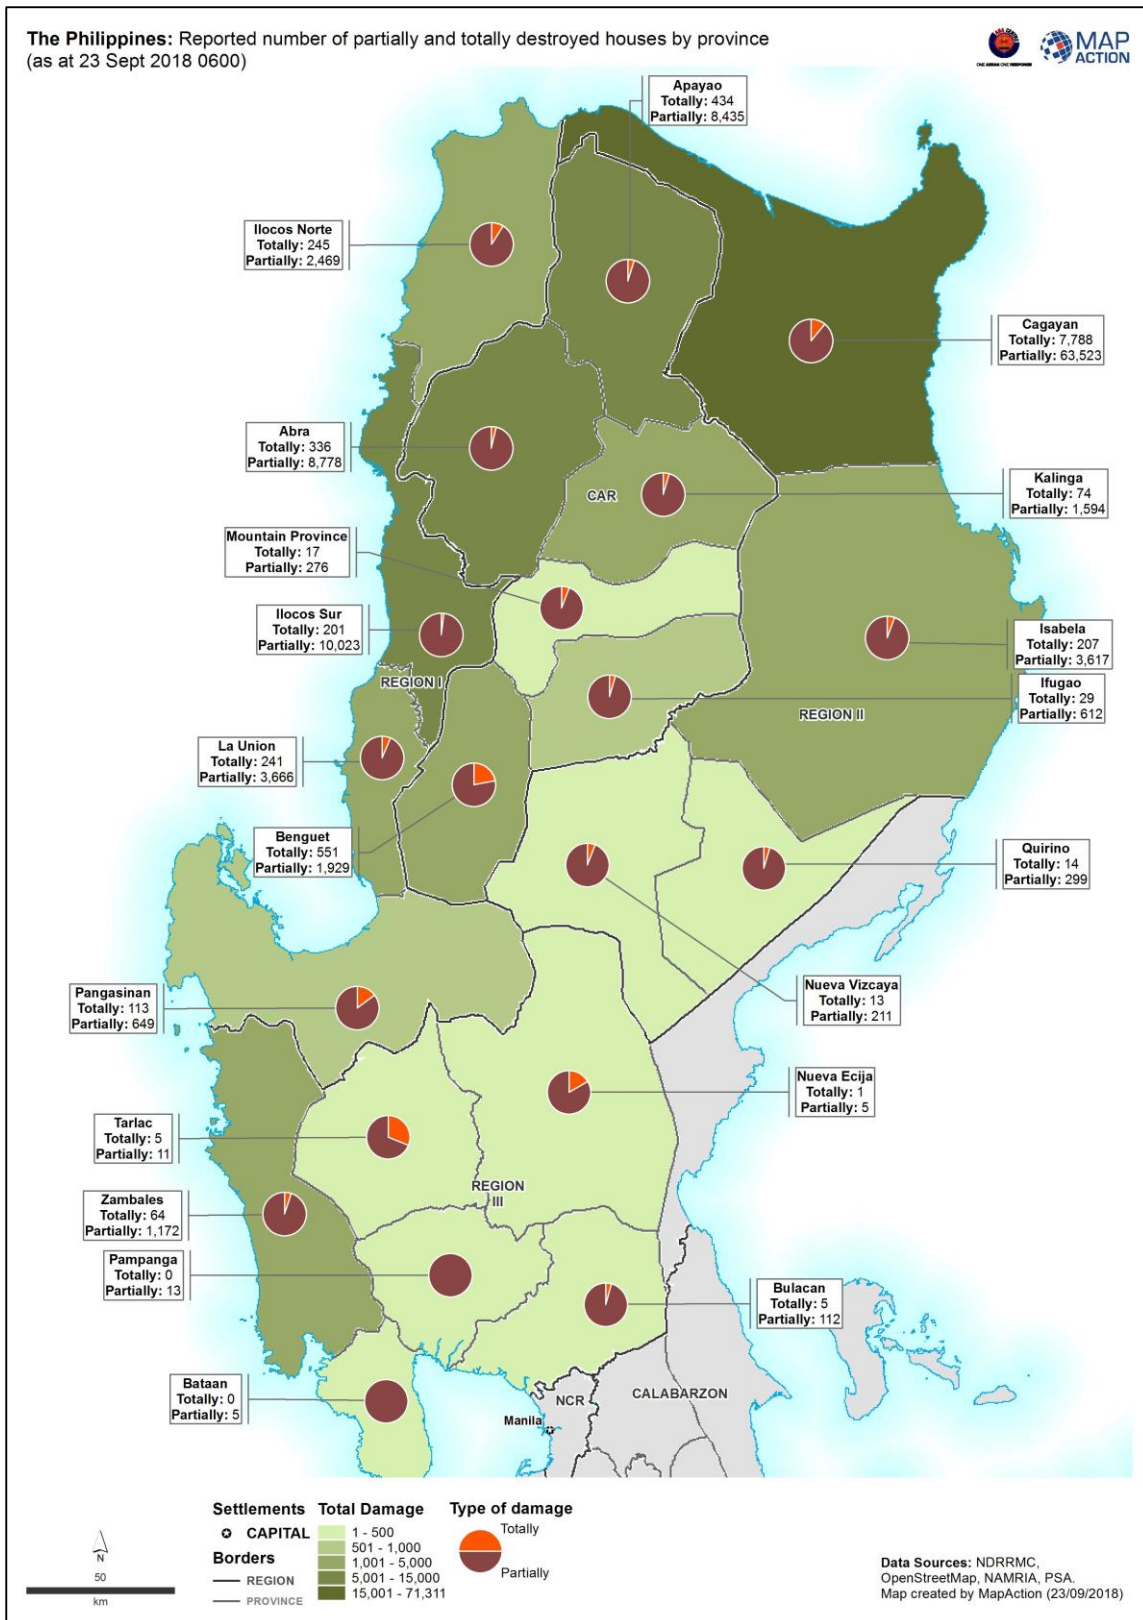 The Philippines: Reported number of partially and totally destroyed houses by province
(as at 23 Sept 2018 0600)
ONE ASEAN ONE RESPONSE
MAP
ACTION
Apayao
Totally: 434
Partially: 8,435
Ilocos Norte
Totally: 245
Partially: 2,469
Cagayan
Totally: 7,788
Partially: 63,523
Abra
Totally: 336
Partially: 8,778
Kalinga
Totally: 74
Partially: 1,594
CAR
Mountain Province
Totally: 17
Partially: 276
Ilocos Sur
Totally: 201
Partially: 10,023
Isabela
Totally: 207
Partially: 3,617
REGION I
Ifugao
Totally: 29
Partially: 612
REGION II
La Union
Totally: 241
Partially: 3,666
Benguet
Totally: 551
Partially: 1,929
Quirino
Totally: 14
Partially: 299
Nueva Vizcaya
Totally: 13
Partially: 211
Pangasinan
Totally: 113
Partially: 649
Nueva Ecija
Totally: 1
Partially: 5
Tarlac
Totally: 5
Partially: 11
REGION
III
Zambales
Totally: 64
Partially: 1,172
Pampanga
Totally: 0
Partially: 13
Bulacan
Totally: 5
Partially: 112
Bataan
Totally: 0
Partially: 5
NCR
CALABARZON
Manila
Settlements
CAPITAL
Borders
REGION
PROVINCE
Total Damage
1 - 500
501 - 1,000
1,001 - 5,000
5,001 - 15,000
15,001 - 71,311
Type of damage
Totally
Partially
N
50
km
Data Sources: NDRRMC,
OpenStreetMap, NAMRIA, PSA.
Map created by MapAction (23/09/2018)